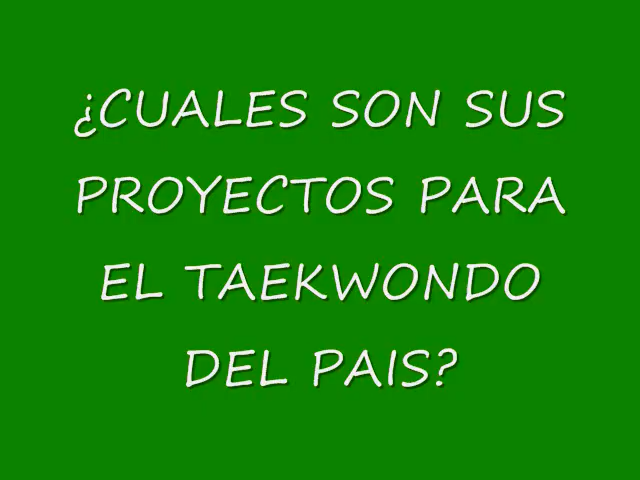 ¿CUALES SON SUS
PROYECTOS PARA
EL TAEKWONDO
DEL PAIS?